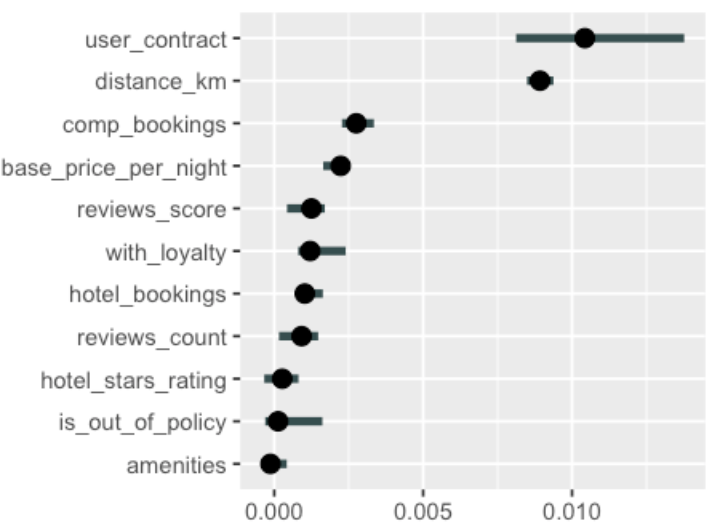 user_contract
distance_km
comp_bookings
base_price_per_night
reviews_score
with_loyalty
hotel_bookings
reviews_count
hotel_stars_rating
is_out_of_policy
amenities
0.000 0.005 0.010